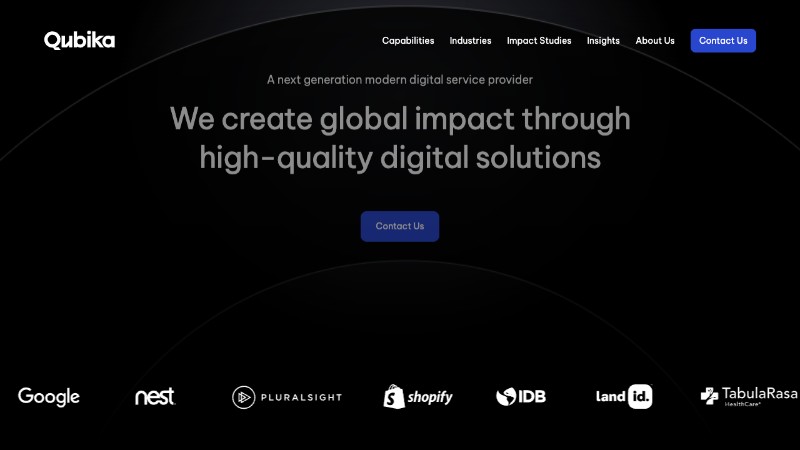 Qubika
Capabilities Industries Impact Studies Insights About Us Contact Us
A next generation modern digital service provider
We create global impact through
high-quality digital solutions
Contact Us
Google nest PLURALSIGHT shopify IDB land id. TabulaRasa
HealthCare